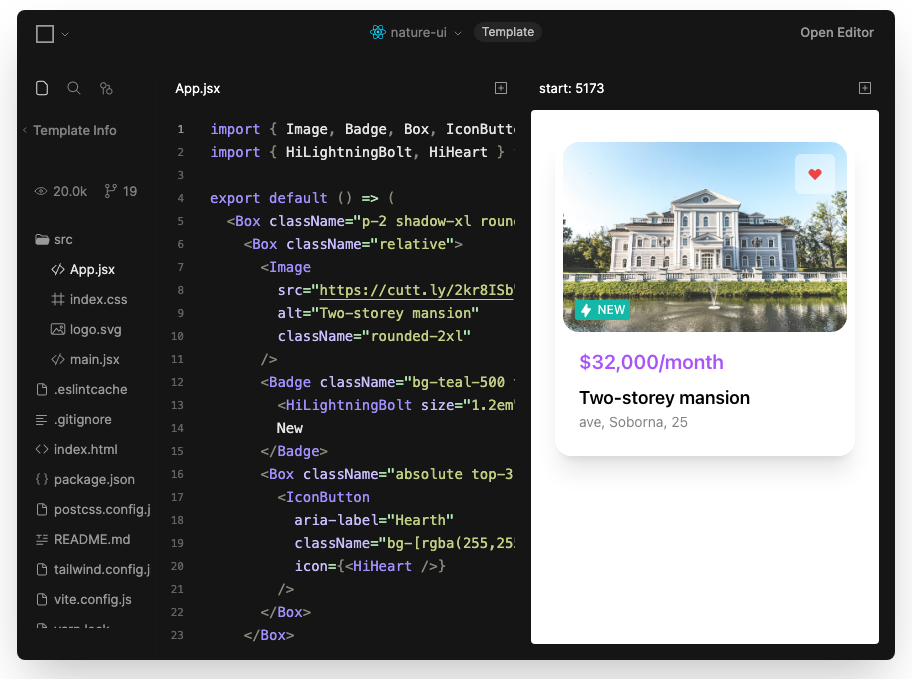 nature-ui
Template
Open Editor
Template Info
20.0k
19
src
App.jsx
index.css
logo.svg
main.jsx
.eslintcache
.gitignore
index.html
package.json
postcss.config.j
README.md
tailwind.config.j
vite.config.js
App.jsx
1 import { Image, Badge, Box, IconButto
2 import { HiLightningBolt, HiHeart }
3
4 export default () => (
5 <Box className="p-2 shadow-xl roun
6 <Box className="relative">
7 <Image
8 src="https://cutt.ly/2kr8ISb
9 alt="Two-storey mansion"
10 className="rounded-2xl"
11 />
12 <Badge className="bg-teal-500
13 <HiLightningBolt size="1.2em"
14 New
15 </Badge>
16 <Box className="absolute top-3
17 <IconButton
18 aria-label="Hearth"
19 className="bg-[rgba(255,25
20 icon={<HiHeart />}
21 />
22 </Box>
23 </Box>
start: 5173
NEW
$32,000/month
Two-storey mansion
ave, Soborna, 25